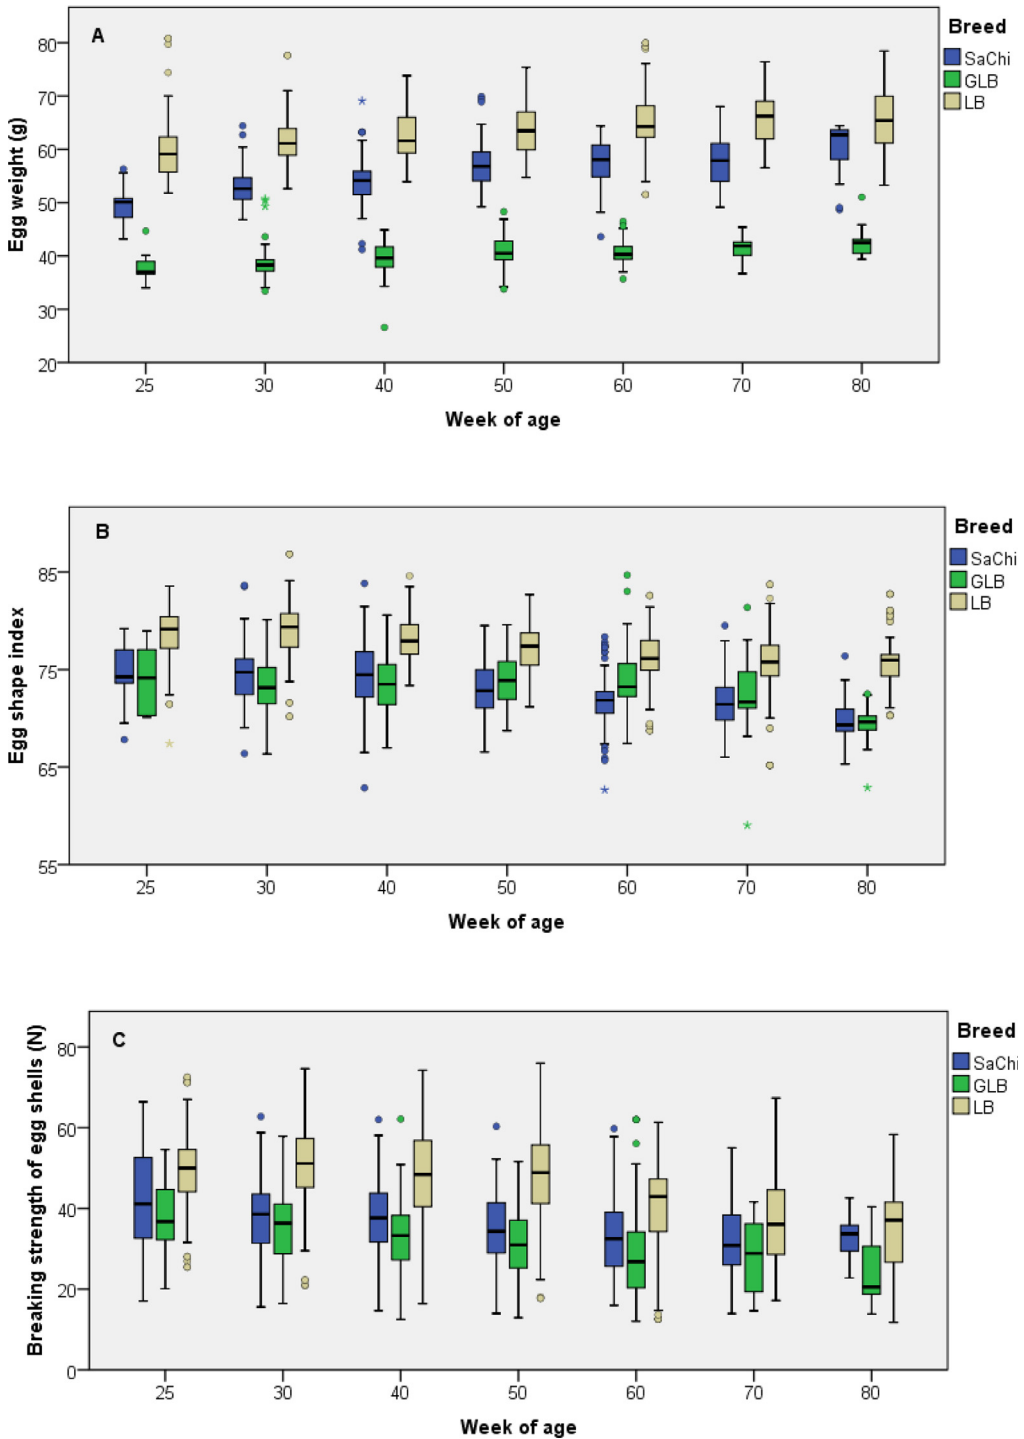 A
Breed
SaChi
GLB
LB
Egg weight (g)
80
70
60
50
40
30
20
25 30 40 50 60 70 80
Week of age
B
Breed
SaChi
GLB
LB
Egg shape index
85
75
65
55
25 30 40 50 60 70 80
Week of age
C
Breed
SaChi
GLB
LB
Breaking strength of egg shells (N)
80
60
40
20
0
25 30 40 50 60 70 80
Week of age